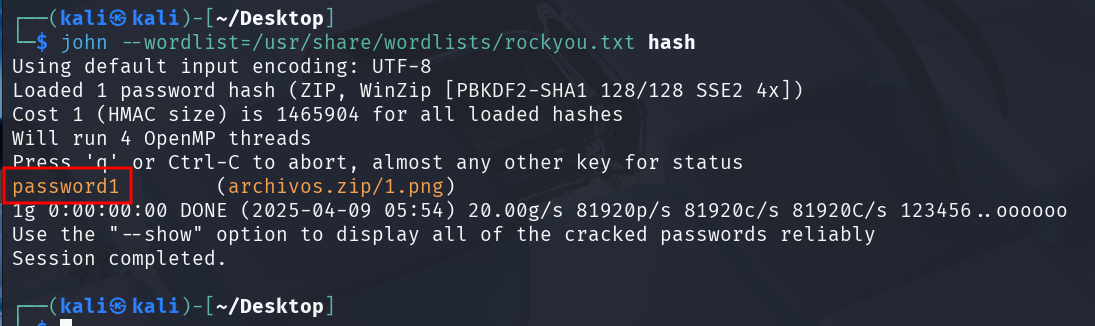 ┌──(kali㉿kali)-[~/Desktop]
└─$ john --wordlist=/usr/share/wordlists/rockyou.txt hash
Using default input encoding: UTF-8
Loaded 1 password hash (ZIP, WinZip [PBKDF2-SHA1 128/128 SSE2 4x])
Cost 1 (HMAC size) is 1465904 for all loaded hashes
Will run 4 OpenMP threads
Press 'q' or Ctrl-C to abort, almost any other key for status
password1        (archivos.zip/1.png)
1g 0:00:00:00 DONE (2025-04-09 05:54) 20.00g/s 81920p/s 81920c/s 81920C/s 123456..oooooo
Use the "--show" option to display all of the cracked passwords reliably
Session completed.
┌──(kali㉿kali)-[~/Desktop]
└─$